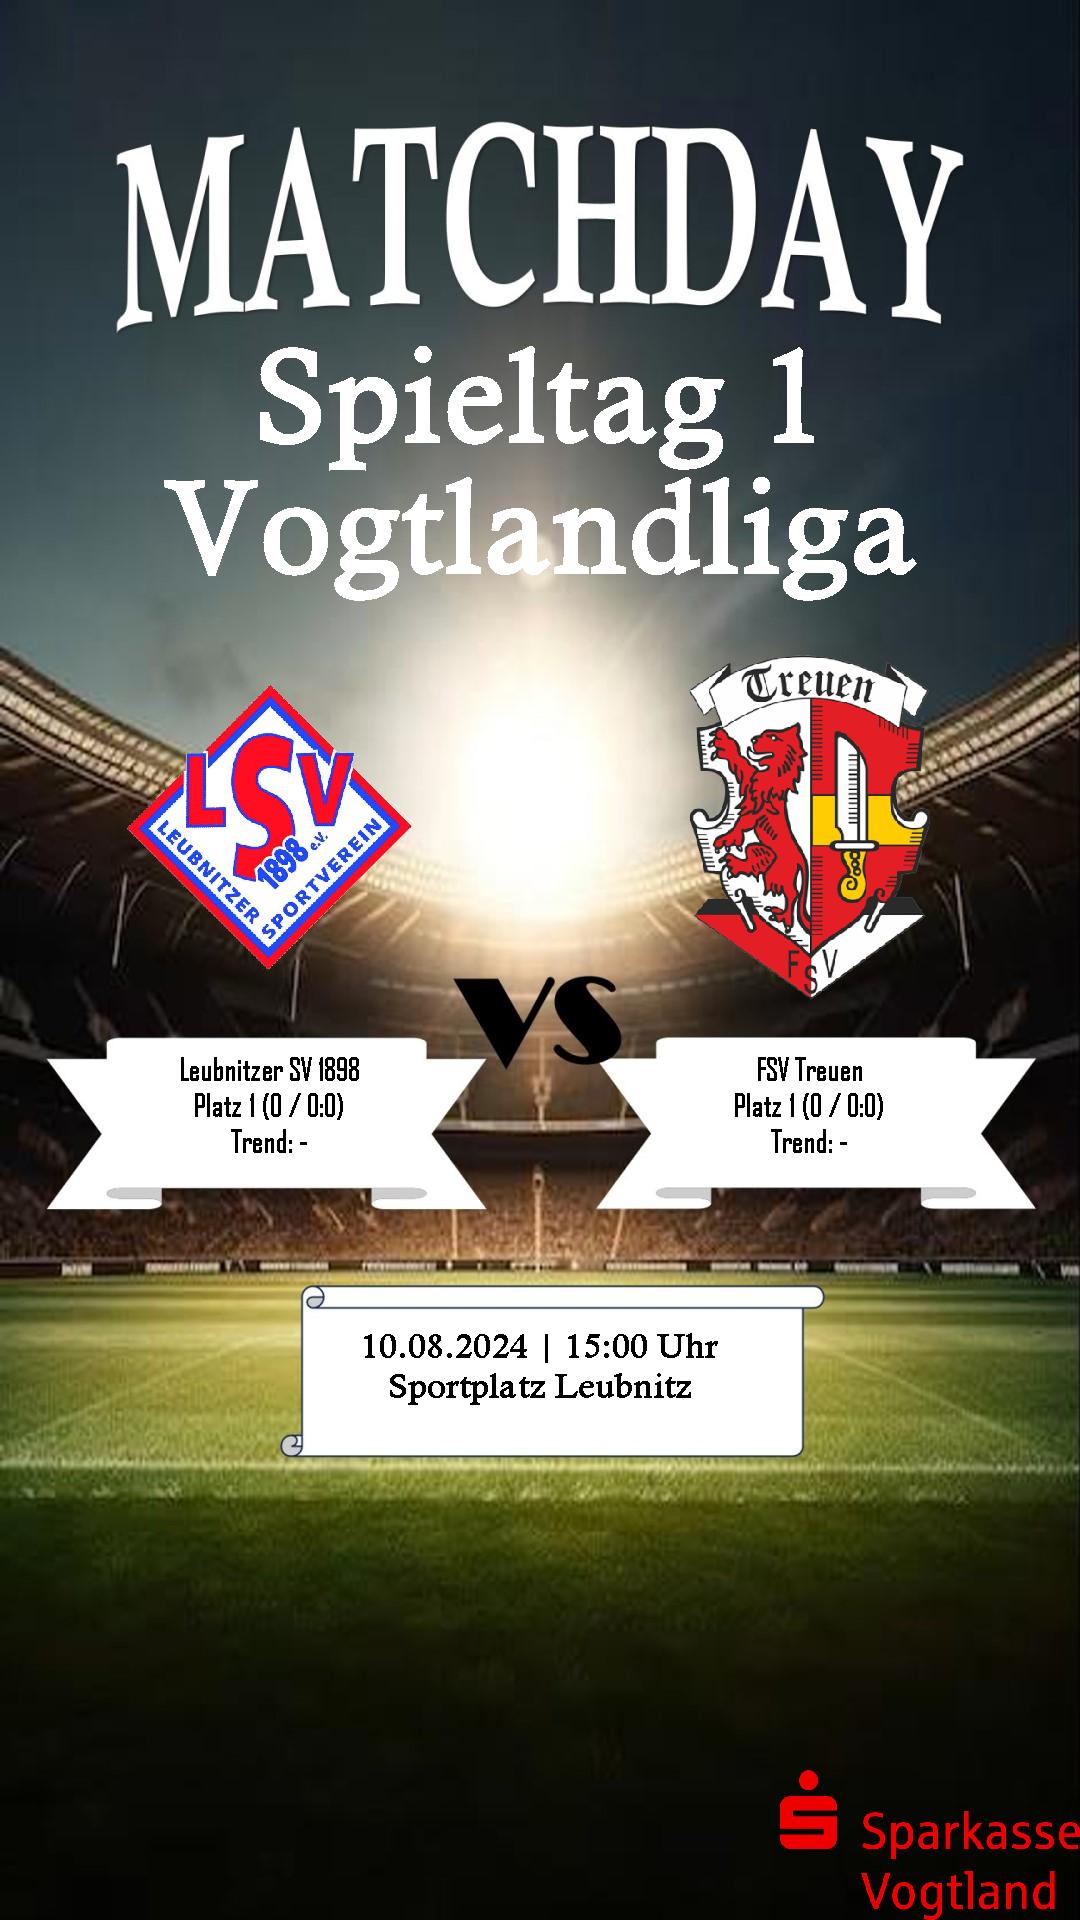 MATCHDAY
Spieltag 1
Vogtlandliga
LSV
1898 e.V.
LEUBNITZER SPORTVEREIN
Treuen
FSV
VS
Leubnitzer SV 1898
Platz 1 (0 / 0:0)
Trend: -
FSV Treuen
Platz 1 (0 / 0:0)
Trend: -
10.08.2024 | 15:00 Uhr
Sportplatz Leubnitz
Sparkasse
Vogtland